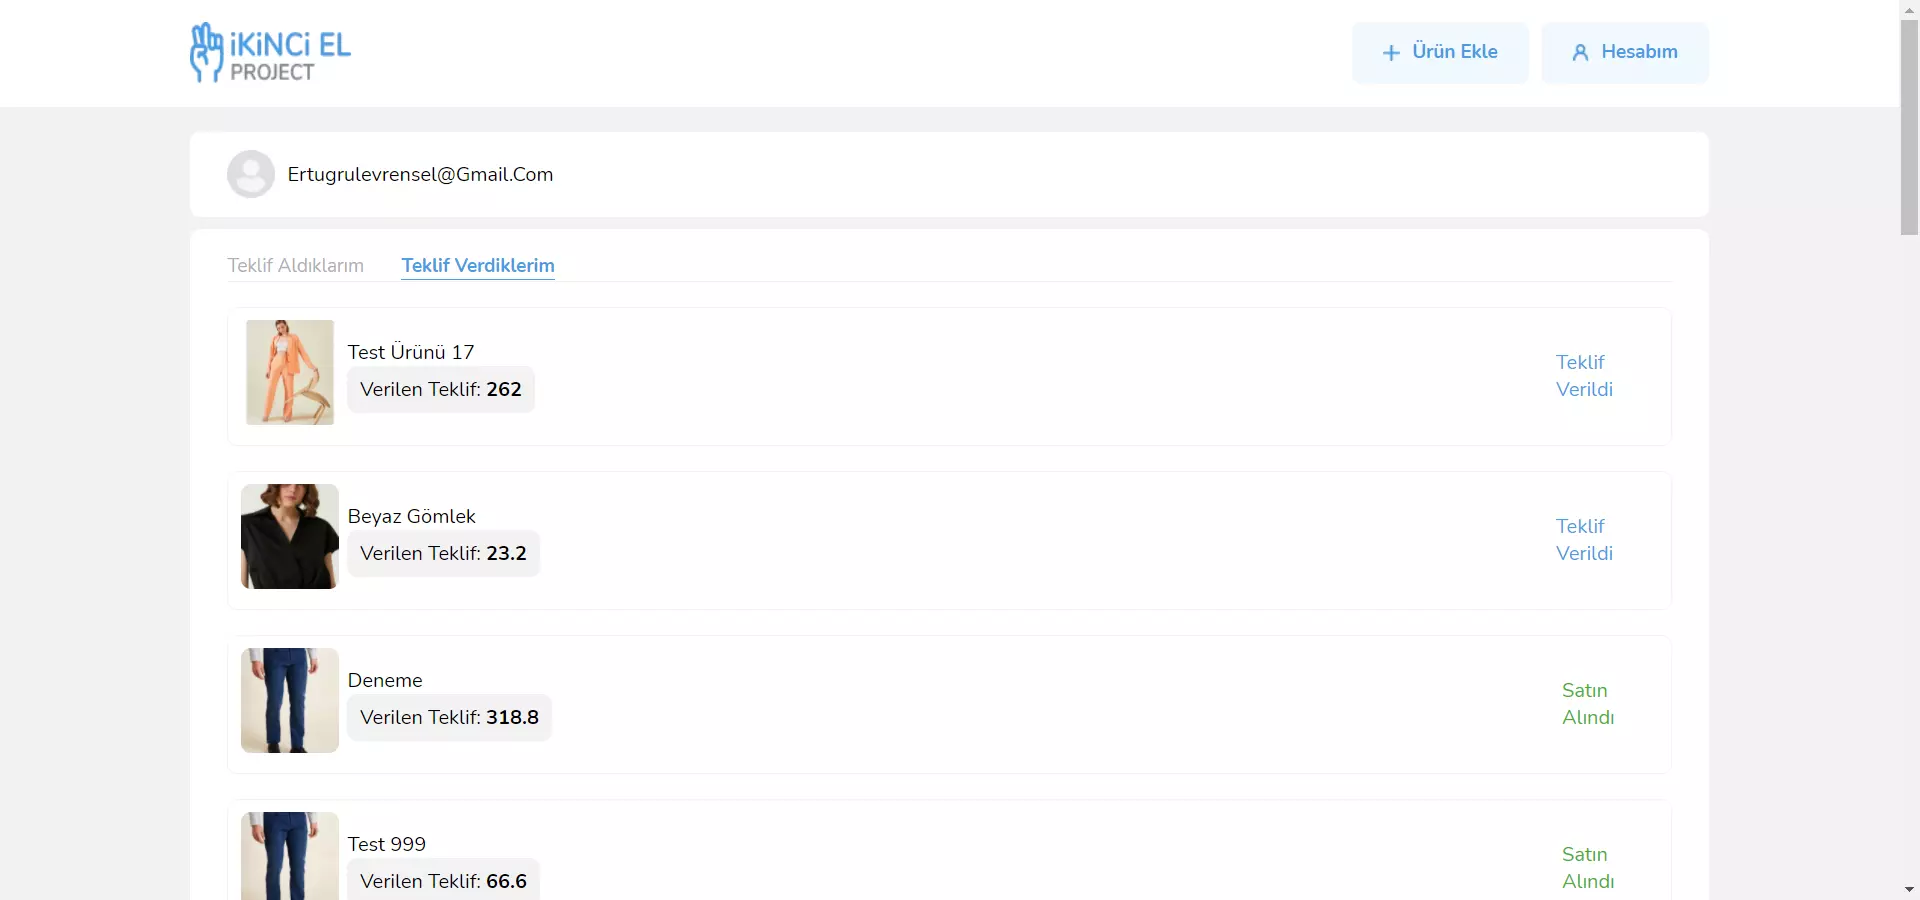 iKiNCi EL
PROJECT
Ürün Ekle
Hesabım
Ertugrulevrensel@Gmail.Com
Teklif Aldıklarım
Teklif Verdiklerim
Test Ürünü 17
Verilen Teklif: 262
Teklif
Verildi
Beyaz Gömlek
Verilen Teklif: 23.2
Teklif
Verildi
Deneme
Verilen Teklif: 318.8
Satın
Alındı
Test 999
Verilen Teklif: 66.6
Satın
Alındı